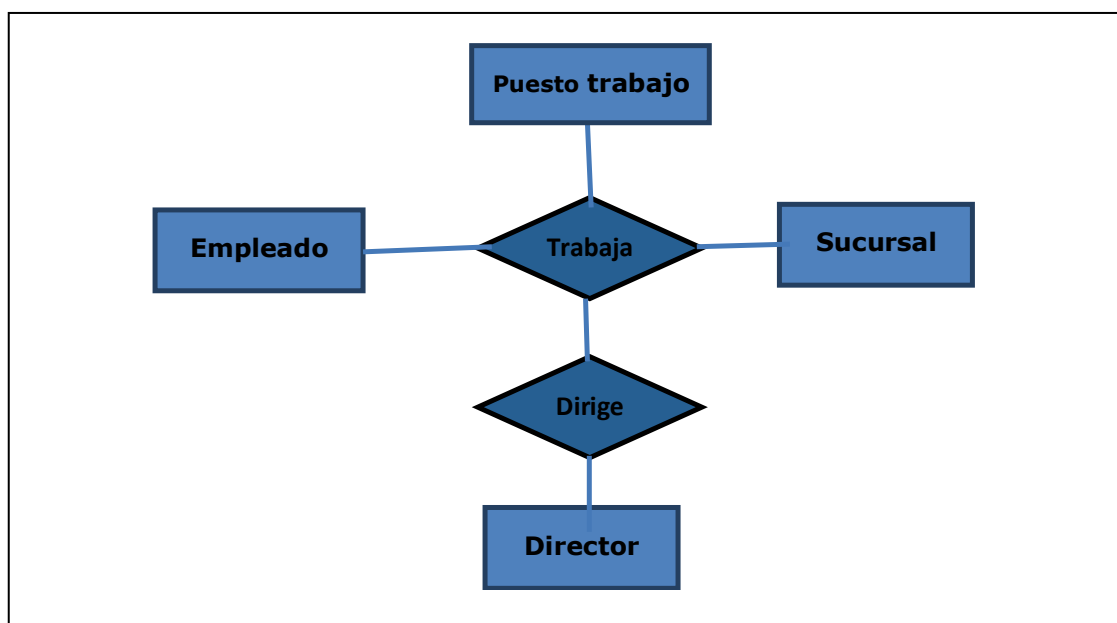 Puesto trabajo
Empleado
Trabaja
Sucursal
Dirige
Director